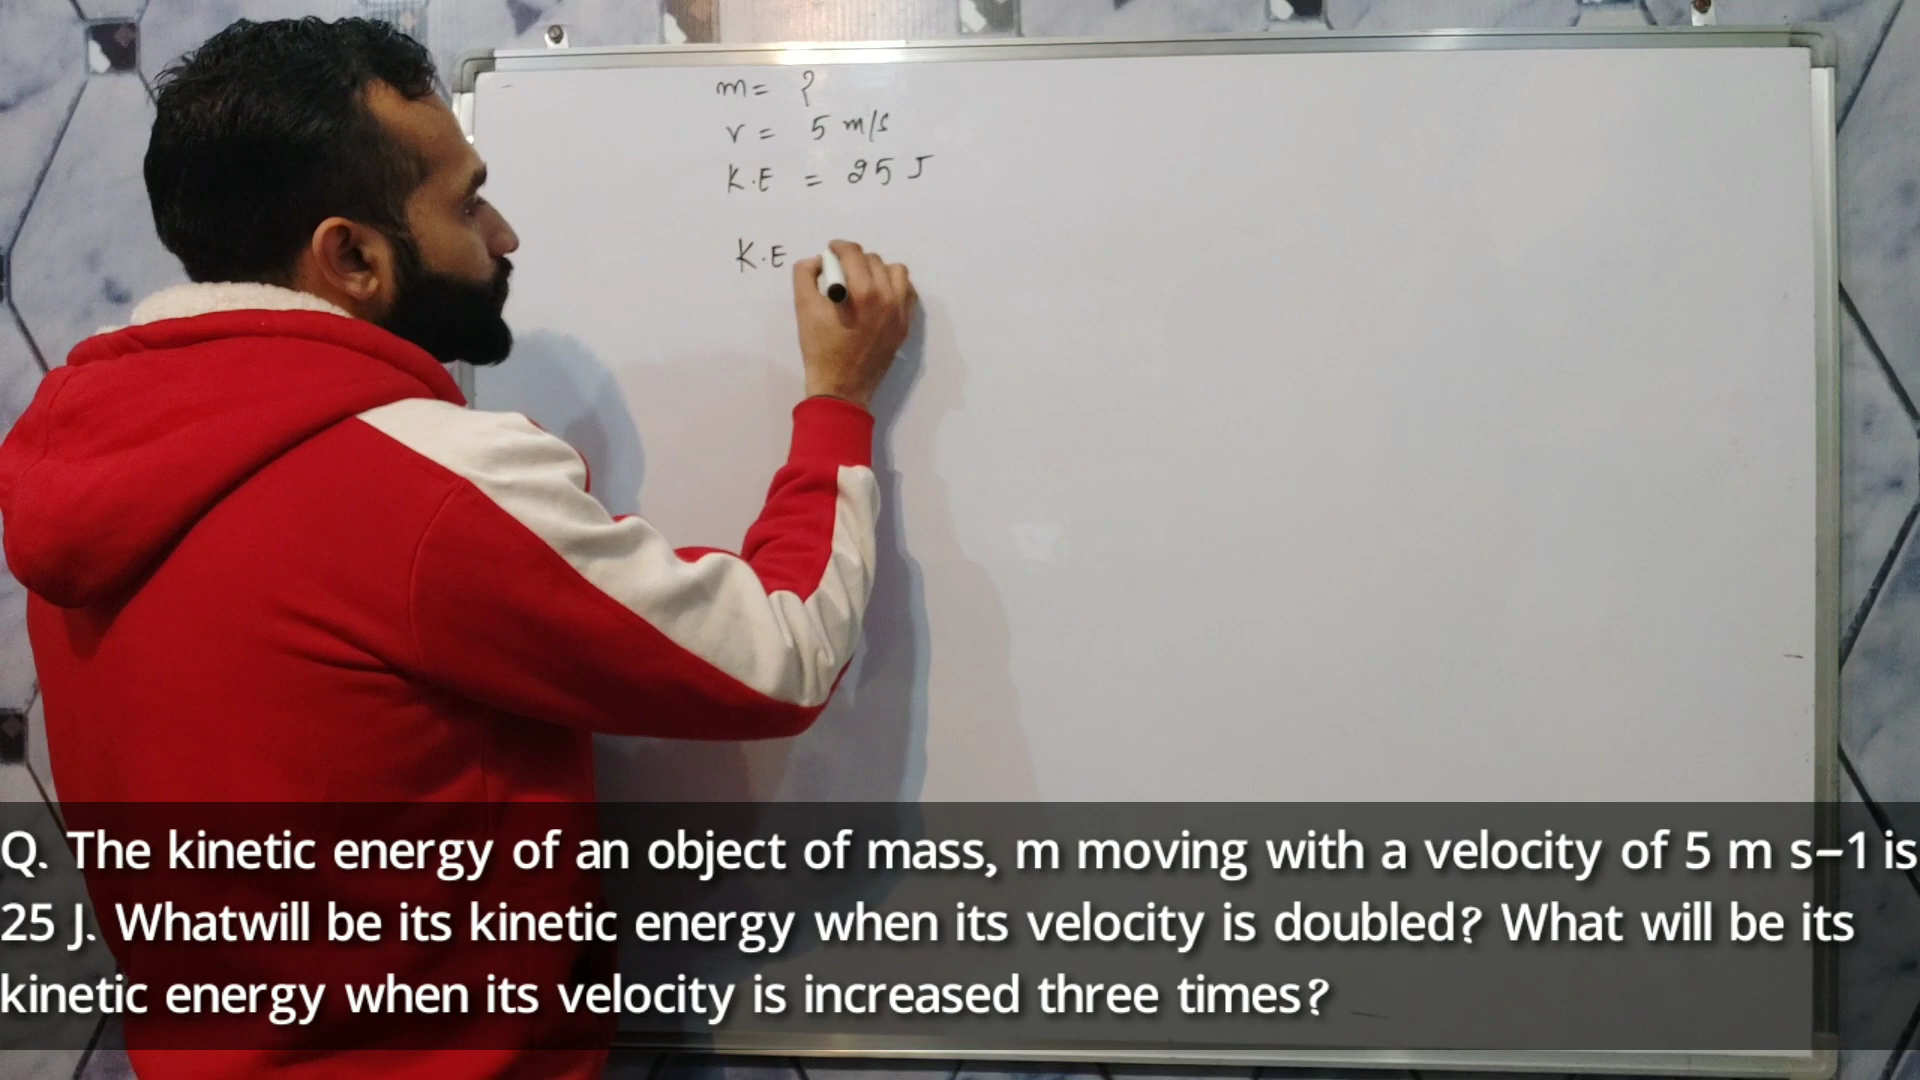 m = ?
v = 5 m/s
K.E = 25 J
K.E
Q. The kinetic energy of an object of mass, m moving with a velocity of 5 m s–1 is
25 J. Whatwill be its kinetic energy when its velocity is doubled? What will be its
kinetic energy when its velocity is increased three times?